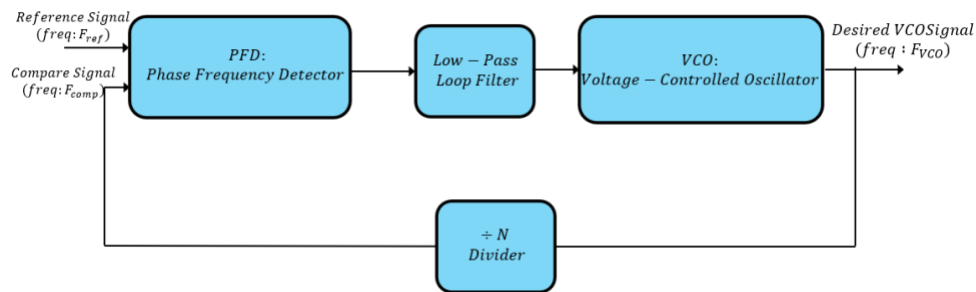 Reference Signal
(freq: F_ref)
Compare Signal
(freq: F_comp)
PFD:
Phase Frequency Detector
Low − Pass
Loop Filter
VCO:
Voltage − Controlled Oscillator
Desired VCOSignal
(freq : F_VCO)
÷ N
Divider